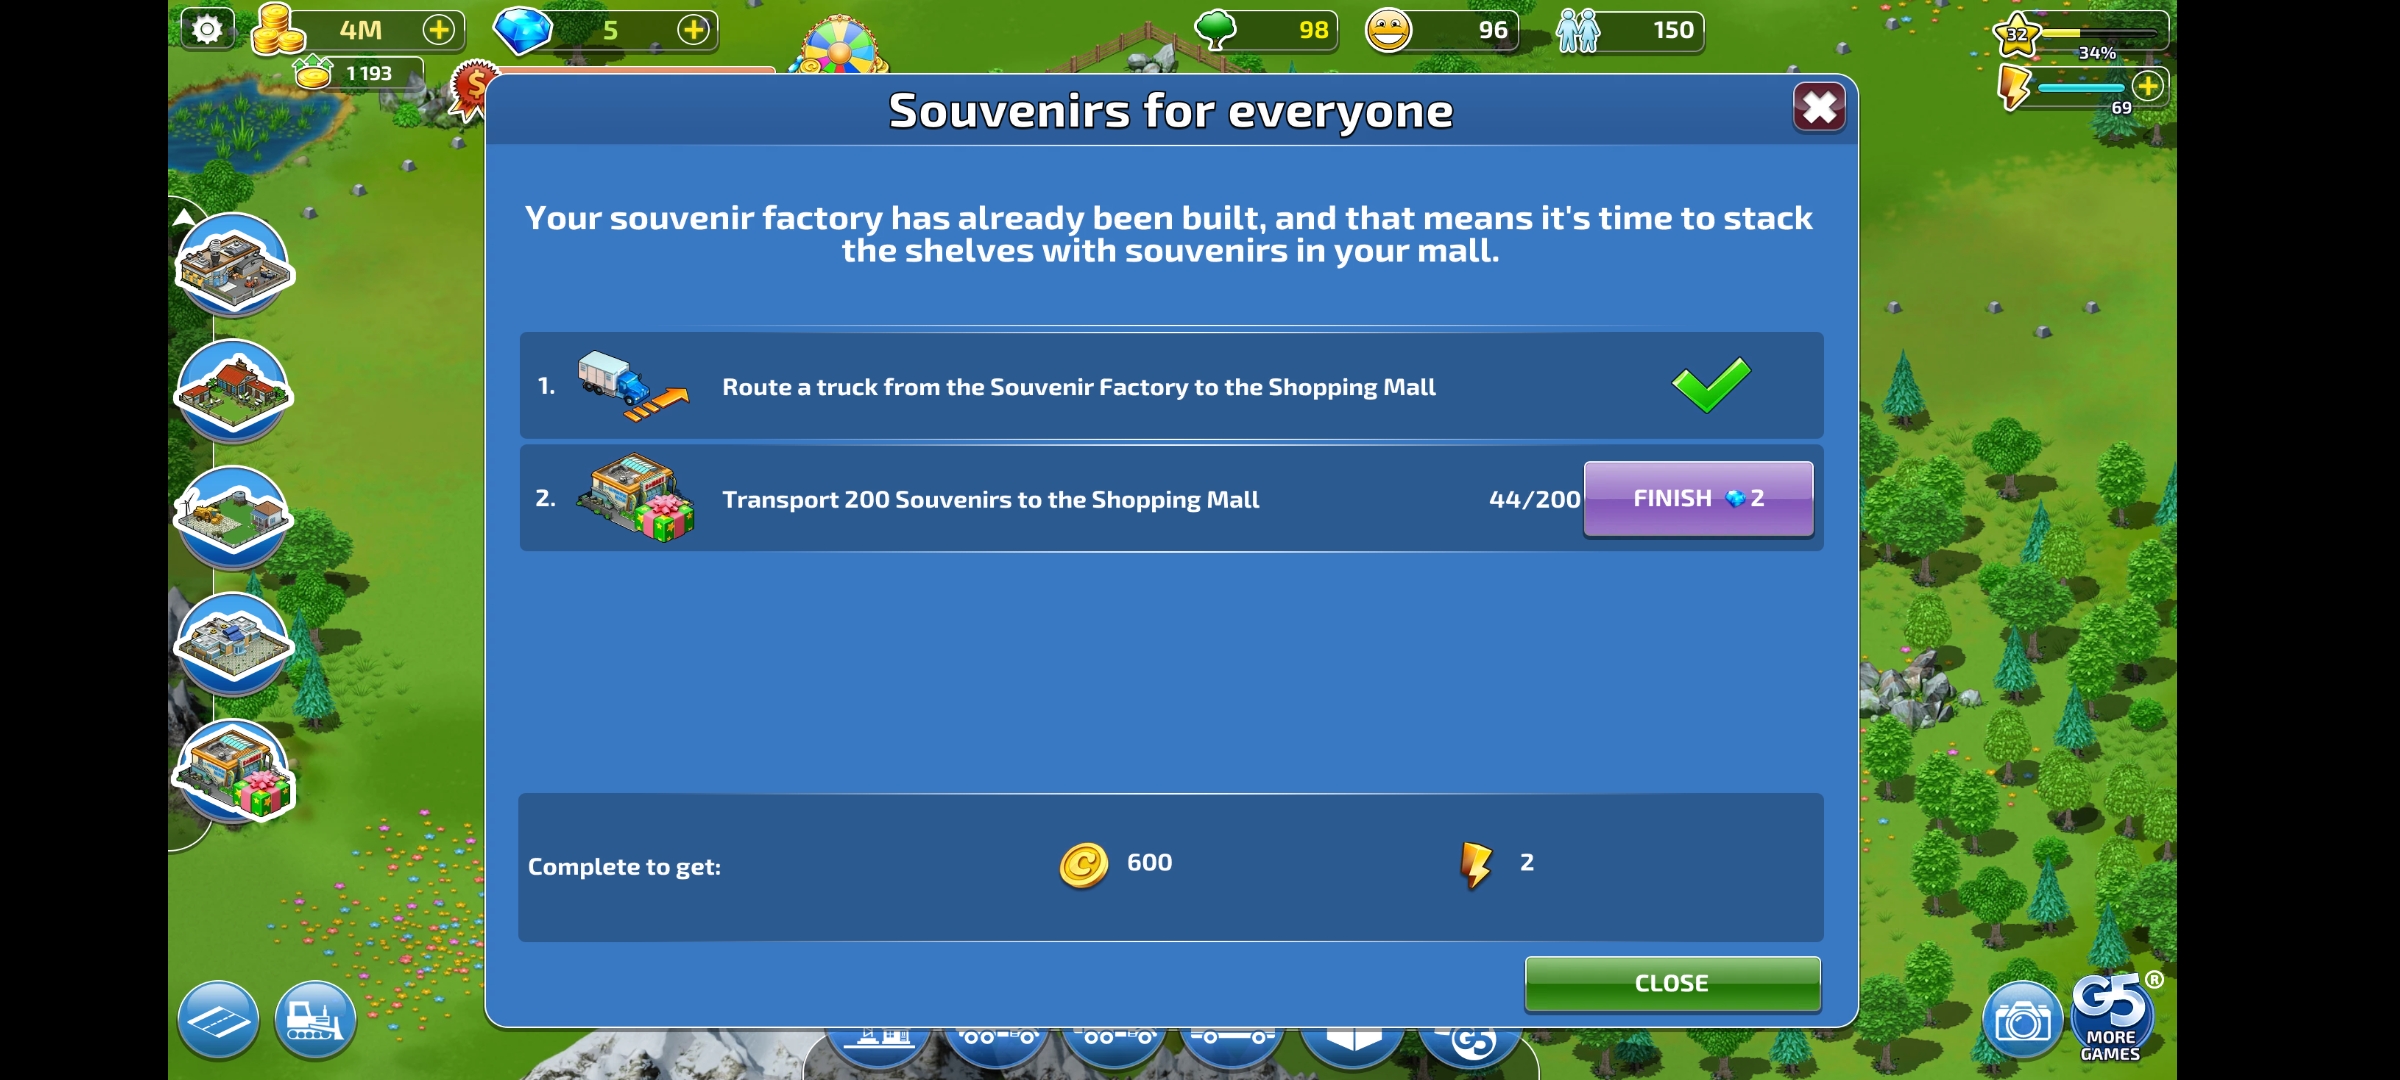 4M
5
98
96
150
32
34%
1193
69
Souvenirs for everyone
Your souvenir factory has already been built, and that means it's time to stack
the shelves with souvenirs in your mall.
1. Route a truck from the Souvenir Factory to the Shopping Mall
2. Transport 200 Souvenirs to the Shopping Mall 44/200 FINISH 2
Complete to get: 600 2
CLOSE
G5
G5 ®
MORE
GAMES